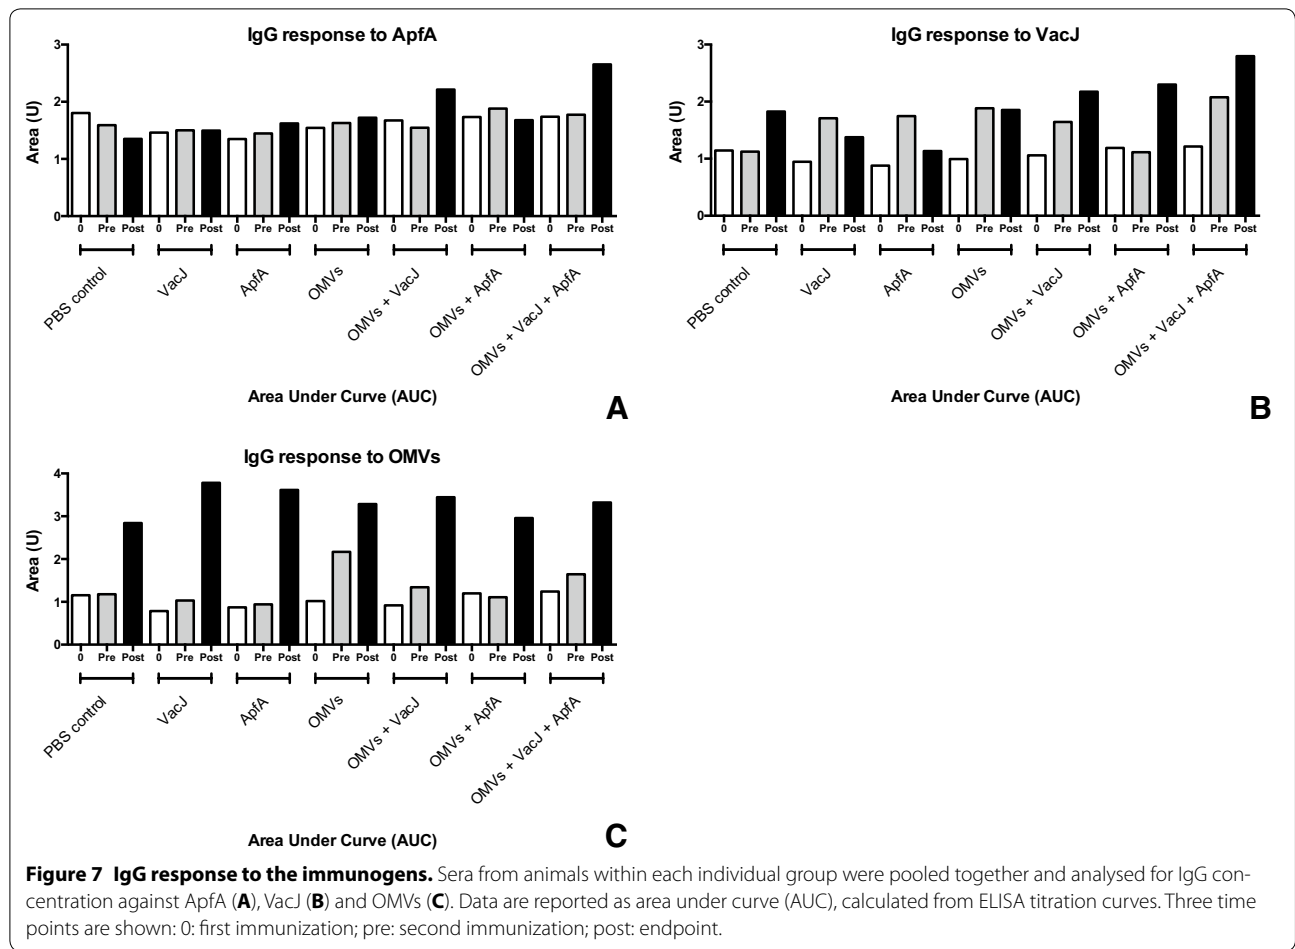 IgG response to ApfA
Area (U)
3
2
1
0
0 Pre Post 0 Pre Post 0 Pre Post 0 Pre Post 0 Pre Post 0 Pre Post 0 Pre Post
PBS control
VacJ
ApfA
OMVs
OMVs + VacJ
OMVs + ApfA
OMVs + VacJ + ApfA
Area Under Curve (AUC)
A
IgG response to VacJ
Area (U)
3
2
1
0
0 Pre Post 0 Pre Post 0 Pre Post 0 Pre Post 0 Pre Post 0 Pre Post 0 Pre Post
PBS control
VacJ
ApfA
OMVs
OMVs + VacJ
OMVs + ApfA
OMVs + VacJ + ApfA
Area Under Curve (AUC)
B
IgG response to OMVs
Area (U)
4
3
2
1
0
0 Pre Post 0 Pre Post 0 Pre Post 0 Pre Post 0 Pre Post 0 Pre Post 0 Pre Post
PBS control
VacJ
ApfA
OMVs
OMVs + VacJ
OMVs + ApfA
OMVs + VacJ + ApfA
Area Under Curve (AUC)
C
Figure 7 IgG response to the immunogens. Sera from animals within each individual group were pooled together and analysed for IgG con-
centration against ApfA (A), VacJ (B) and OMVs (C). Data are reported as area under curve (AUC), calculated from ELISA titration curves. Three time
points are shown: 0: first immunization; pre: second immunization; post: endpoint.